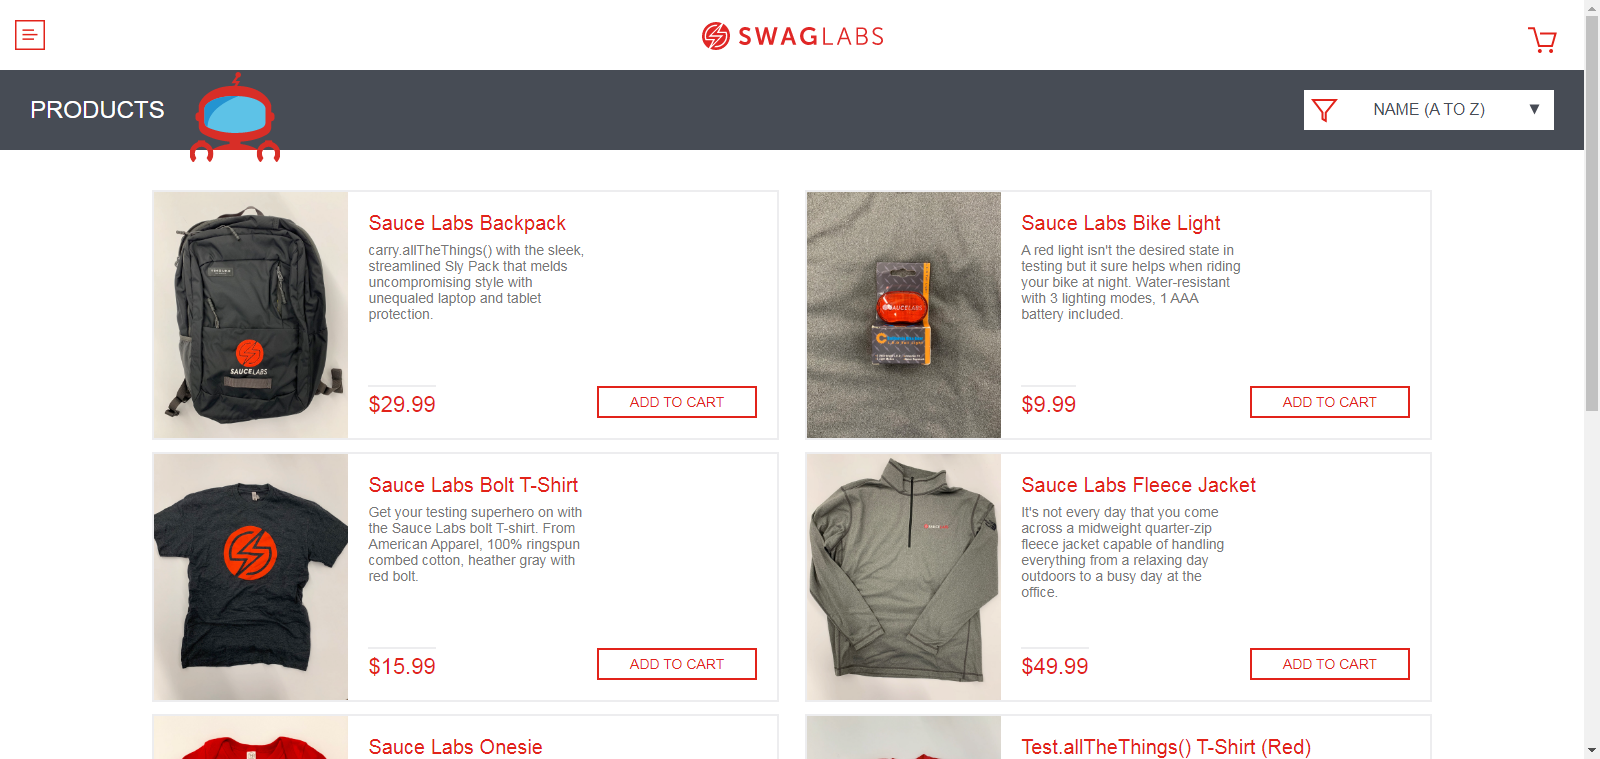 SWAGLABS
PRODUCTS
NAME (A TO Z)
Sauce Labs Backpack
carry.allTheThings() with the sleek,
streamlined Sly Pack that melds
uncompromising style with
unequaled laptop and tablet
protection.
$29.99
ADD TO CART
SAUCELABS
Sauce Labs Bike Light
A red light isn't the desired state in
testing but it sure helps when riding
your bike at night. Water-resistant
with 3 lighting modes, 1 AAA
battery included.
$9.99
ADD TO CART
SAUCELABS
Sauce Labs Bolt T-Shirt
Get your testing superhero on with
the Sauce Labs bolt T-shirt. From
American Apparel, 100% ringspun
combed cotton, heather gray with
red bolt.
$15.99
ADD TO CART
Sauce Labs Fleece Jacket
It's not every day that you come
across a midweight quarter-zip
fleece jacket capable of handling
everything from a relaxing day
outdoors to a busy day at the
office.
$49.99
ADD TO CART
Sauce Labs Onesie
Test.allTheThings() T-Shirt (Red)